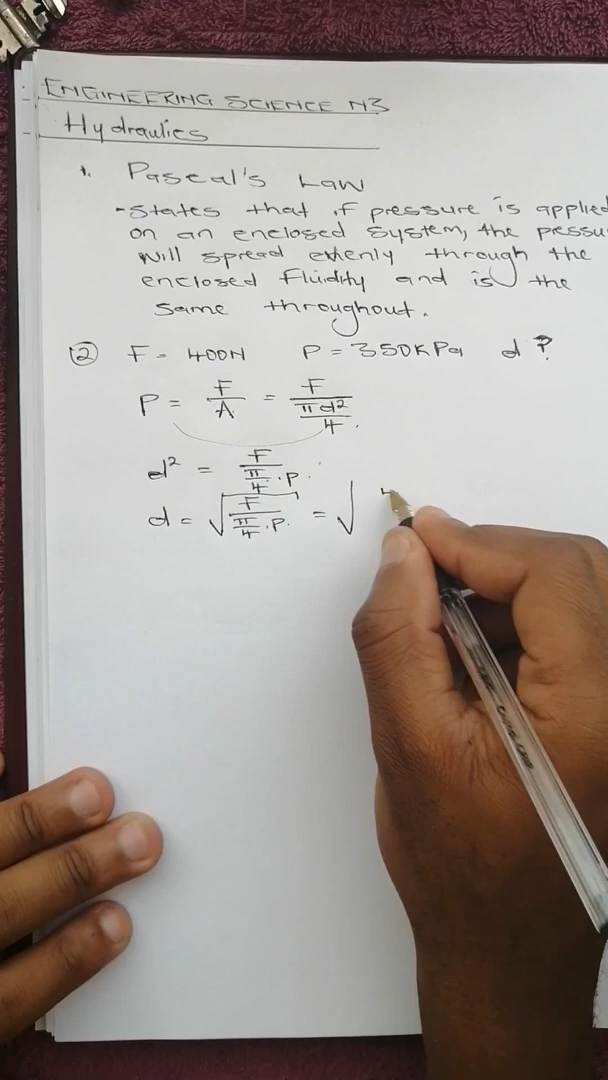 ENGINEERING SCIENCE N3
Hydraulics
1. Pascal's Law
- States that if pressure is applied
on an enclosed system, the pessu
will spread evenly through the
enclosed fluidity and is the
same throughout.
② F = 400N P = 350KPa d ?
P = F/A = F/(πd²/4)
d² = F/(π/4 · P)
d = √(F/(π/4 · P)) = √ 4